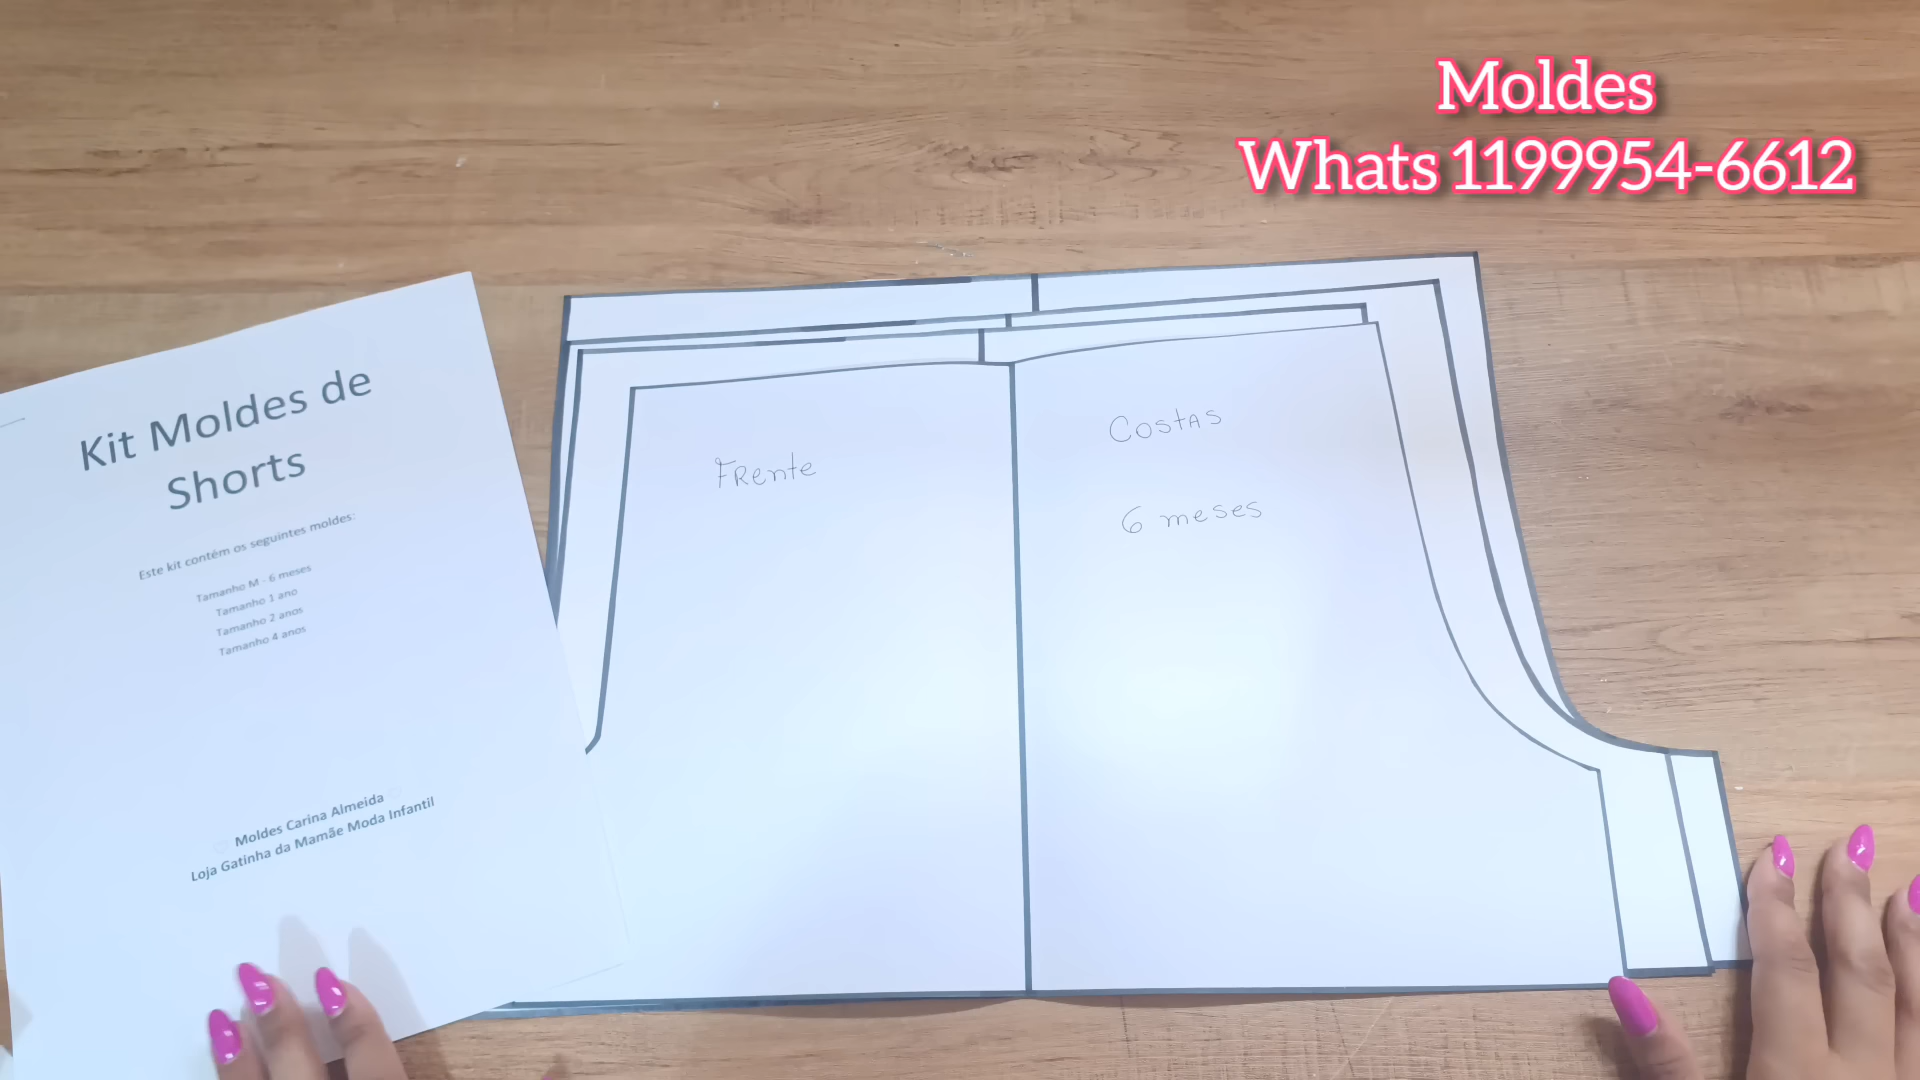 Moldes
Whats 1199954-6612
Kit Moldes de
Shorts
Este kit contém os seguintes moldes:
Tamanho M - 6 meses
Tamanho 1 ano
Tamanho 2 anos
Tamanho 4 anos
Moldes Carina Almeida
Loja Gatinha da Mamãe Moda Infantil
Frente
Costas
6 meses